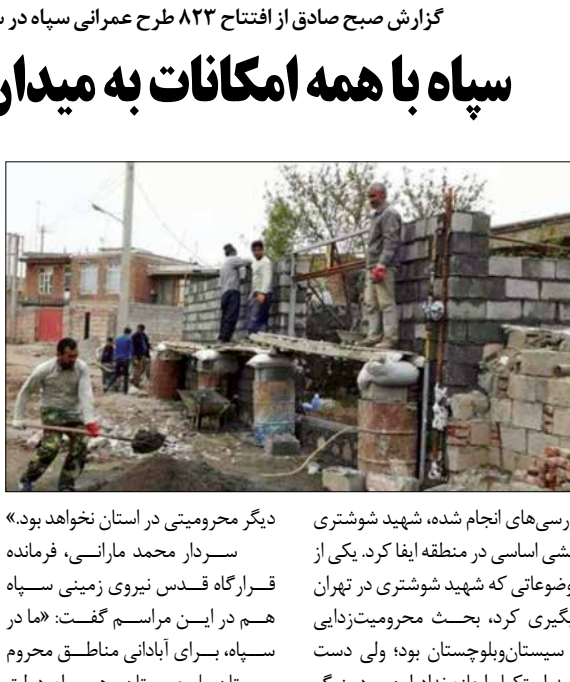 گزارش صبح صادق از افتتاح ۸۲۳ طرح عمرانی سپاه در
سپاه با همه امکانات به میدان
شهید شوشتری انجام شده، رسی‌های
اساسی در منطقه ایفا کرد. یکی از
که شهید شوشتری در تهران
کرد، بحث محرومیت‌زدایی
سیستان‌وبلوچستان بود؛ ولی دست
دیگر محرومیتی در استان نخواهد بود.»
سردار محمد مارانی، فرمانده
قرارگاه قدس نیروی زمینی سپاه
هم در این مراسم گفت: «ما در
سپاه، برای آبادانی مناطق محروم